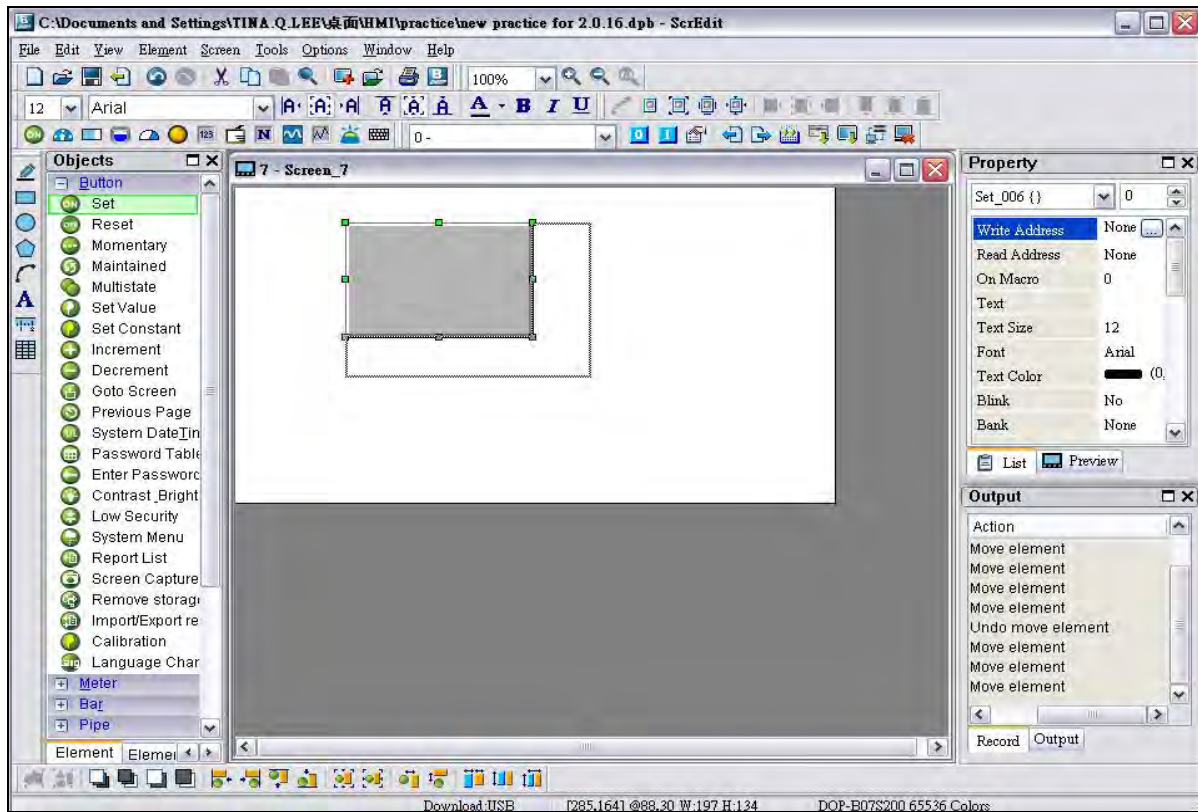 C:\Documents and Settings\TINA.Q.LEE\桌面\HMI\practice\new practice for 2.0.16.dpb - ScrEdit
File Edit View Element Screen Tools Options Window Help
100%
12 Arial
0 -
Objects
Button
Set
Reset
Momentary
Maintained
Multistate
Set Value
Set Constant
Increment
Decrement
Goto Screen
Previous Page
System DateTin
Password Table
Enter Password
Contrast_Bright
Low Security
System Menu
Report List
Screen Capture
Remove storag
Import/Export re
Calibration
Language Char
Meter
Bar
Pipe
Element Elemei
7 - Screen_7
Property
Set_006 {} 0
Write Address None ...
Read Address None
On Macro 0
Text
Text Size 12
Font Arial
Text Color (0,
Blink No
Bank None
List Preview
Output
Action
Move element
Move element
Move element
Move element
Undo move element
Move element
Move element
Move element
Record Output
Download:USB [285,164] @88,30 W:197 H:134 DOP-B07S200 65536 Colors